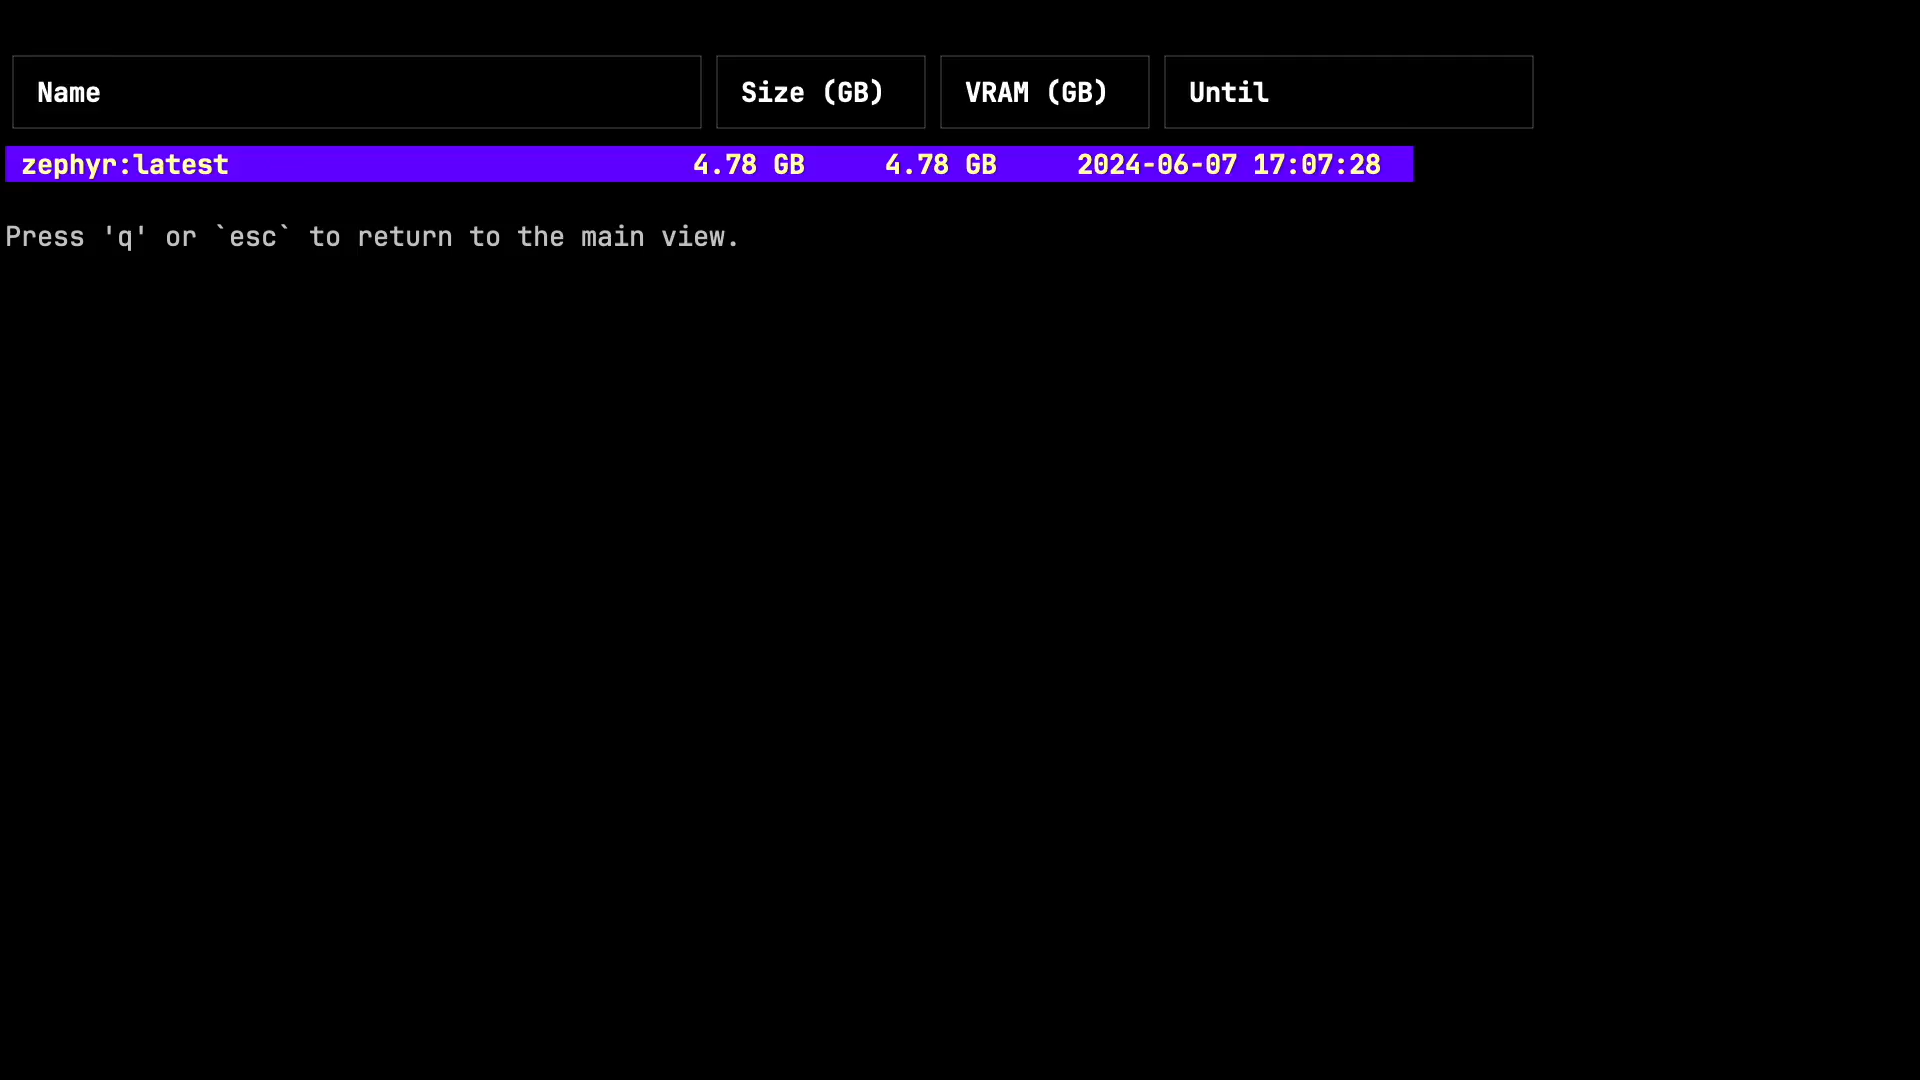 Name Size (GB) VRAM (GB) Until
zephyr:latest 4.78 GB 4.78 GB 2024-06-07 17:07:28
Press 'q' or `esc` to return to the main view.